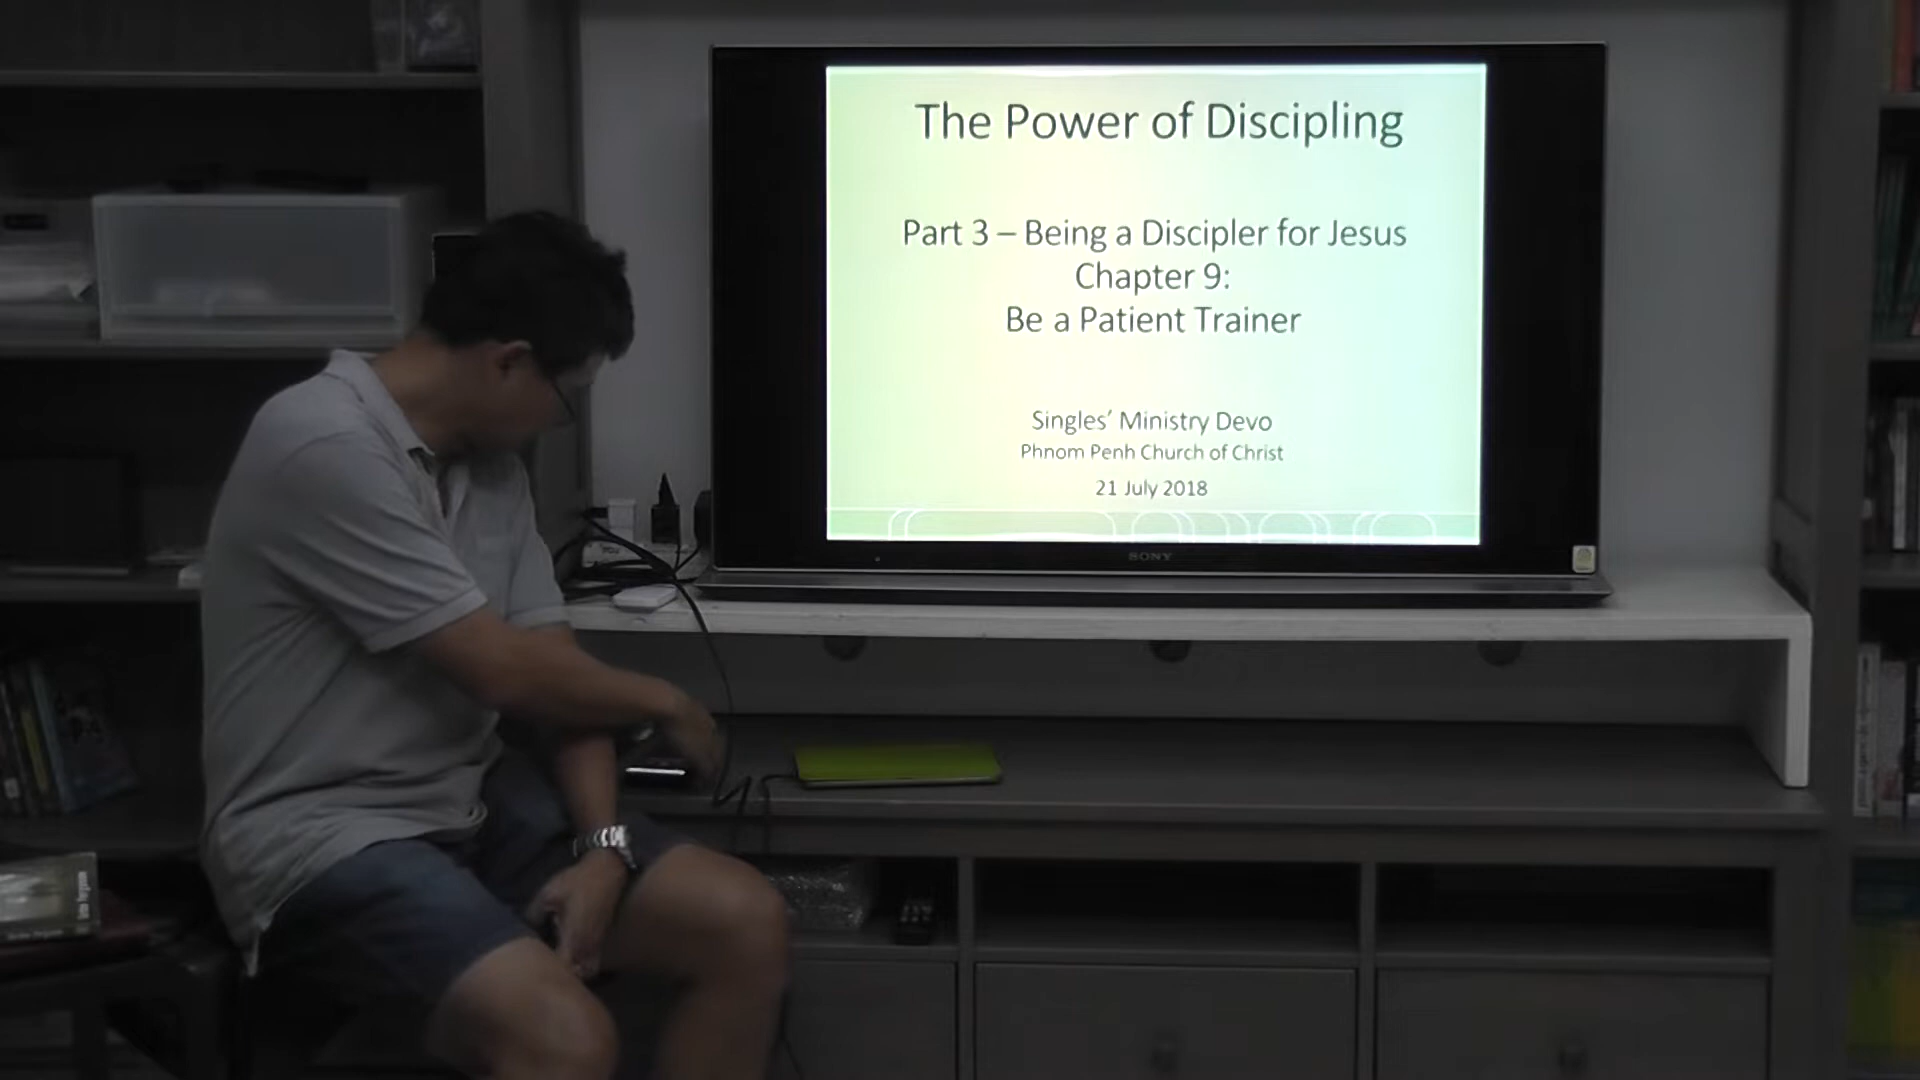 The Power of Discipling
Part 3 – Being a Discipler for Jesus
Chapter 9:
Be a Patient Trainer
Singles’ Ministry Devo
Phnom Penh Church of Christ
21 July 2018
SONY